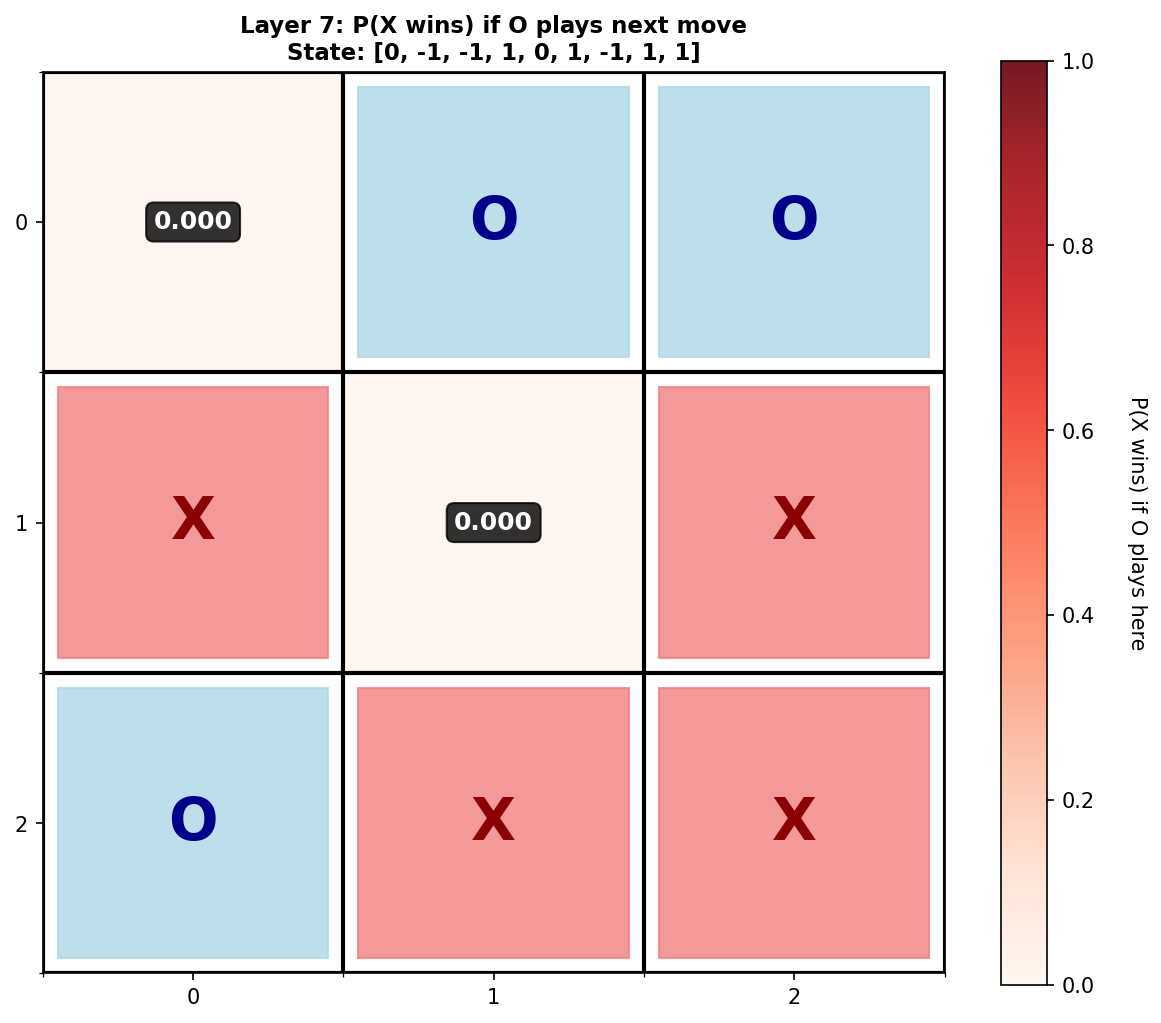 Layer 7: P(X wins) if O plays next move
State: [0, -1, -1, 1, 0, 1, -1, 1, 1]
0
0.000
O
O
1
X
0.000
X
2
O
X
X
0
1
2
1.0
0.8
0.6
0.4
0.2
0.0
P(X wins) if O plays here